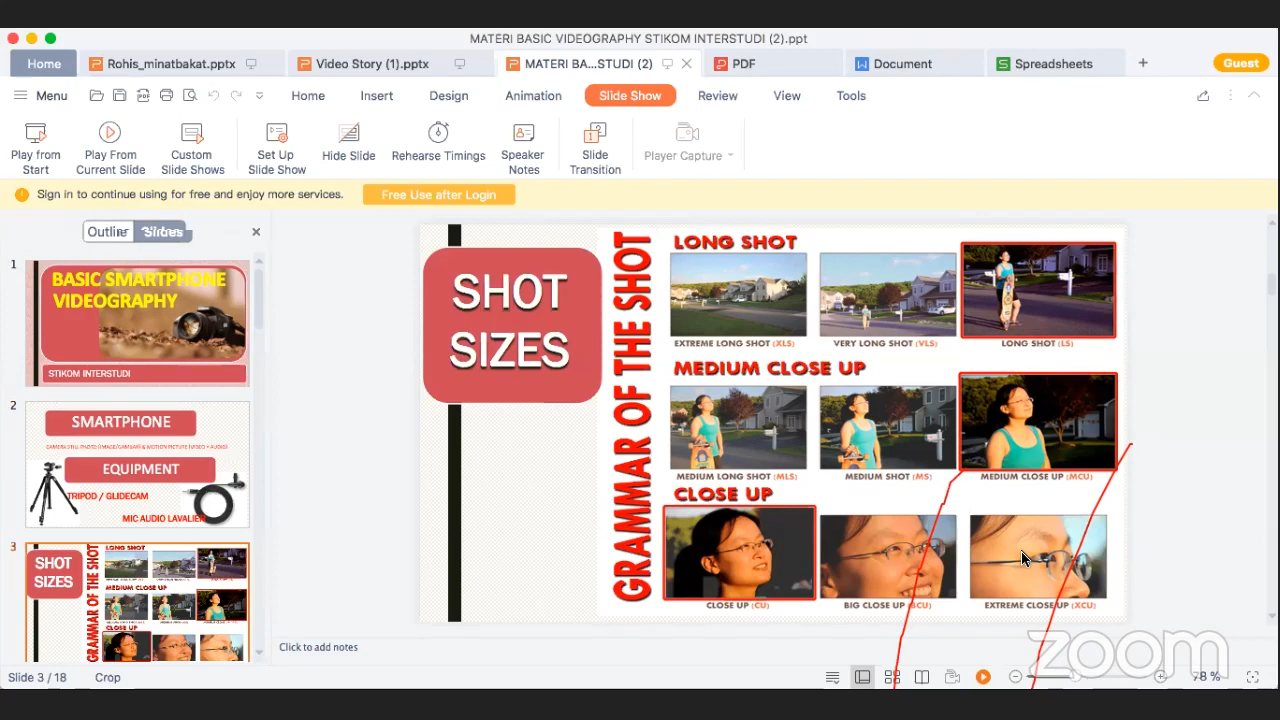 MATERI BASIC VIDEOGRAPHY STIKOM INTERSTUDI (2).ppt
Home
Rohis_minatbakat.pptx
Video Story (1).pptx
MATERI BA...STUDI (2)
PDF
Document
Spreadsheets
Guest
Menu
Home
Insert
Design
Animation
Slide Show
Review
View
Tools
Play from Start
Play From Current Slide
Custom Slide Shows
Set Up Slide Show
Hide Slide
Rehearse Timings
Speaker Notes
Slide Transition
Player Capture
Sign in to continue using for free and enjoy more services.
Free Use after Login
Outline
Slides
1
BASIC SMARTPHONE
VIDEOGRAPHY
STIKOM INTERSTUDI
2
SMARTPHONE
EQUIPMENT
TRIPOD / GLIDECAM
MIC AUDIO LAVALIER
3
SHOT
SIZES
GRAMMAR OF THE SHOT
LONG SHOT
MEDIUM CLOSE UP
CLOSE UP
SHOT
SIZES
GRAMMAR OF THE SHOT
LONG SHOT
EXTREME LONG SHOT (XLS)
VERY LONG SHOT (VLS)
LONG SHOT (LS)
MEDIUM CLOSE UP
MEDIUM LONG SHOT (MLS)
MEDIUM SHOT (MS)
MEDIUM CLOSE UP (MCU)
CLOSE UP
CLOSE UP (CU)
BIG CLOSE UP (BCU)
EXTREME CLOSE UP (XCU)
Click to add notes
zoom
Slide 3 / 18
Crop
78 %